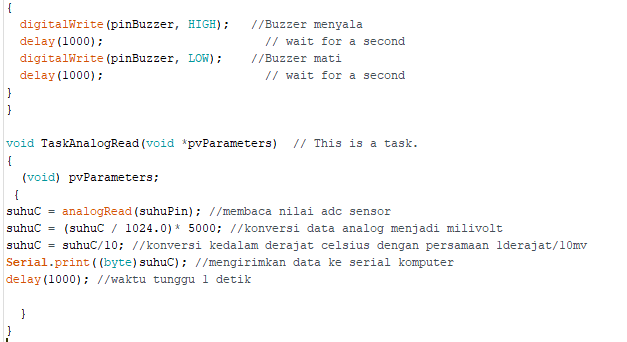 {
digitalWrite(pinBuzzer, HIGH);   //Buzzer menyala
delay(1000);                       // wait for a second
digitalWrite(pinBuzzer, LOW);    //Buzzer mati
delay(1000);                       // wait for a second
}
}
void TaskAnalogRead(void *pvParameters)  // This is a task.
{
(void) pvParameters;
{
suhuC = analogRead(suhuPin); //membaca nilai adc sensor
suhuC = (suhuC / 1024.0)* 5000; //konversi data analog menjadi milivolt
suhuC = suhuC/10; //konversi kedalam derajat celsius dengan persamaan 1derajat/10mv
Serial.print((byte)suhuC); //mengirimkan data ke serial komputer
delay(1000); //waktu tunggu 1 detik
}
}